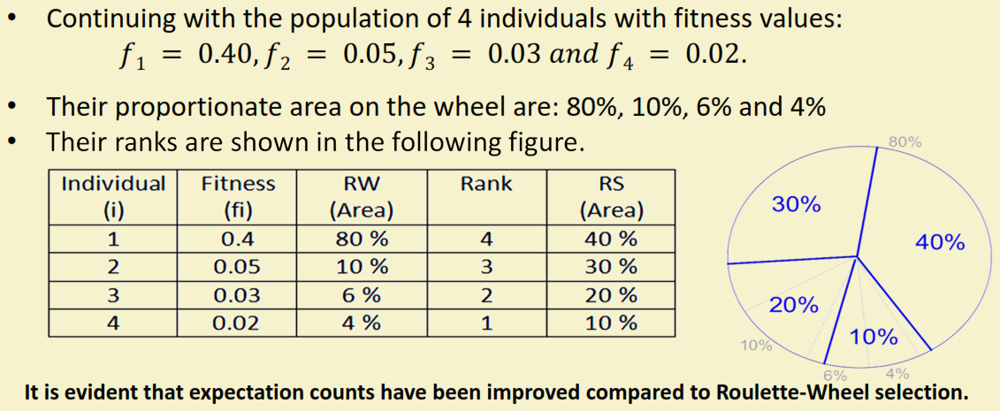 • Continuing with the population of 4 individuals with fitness values:
f₁ = 0.40, f₂ = 0.05, f₃ = 0.03 and f₄ = 0.02.
• Their proportionate area on the wheel are: 80%, 10%, 6% and 4%
• Their ranks are shown in the following figure.
Individual (i) Fitness (fi) RW (Area) Rank RS (Area)
1 0.4 80 % 4 40 %
2 0.05 10 % 3 30 %
3 0.03 6 % 2 20 %
4 0.02 4 % 1 10 %
80%
30%
40%
20%
10%
10%
6%
4%
It is evident that expectation counts have been improved compared to Roulette-Wheel selection.